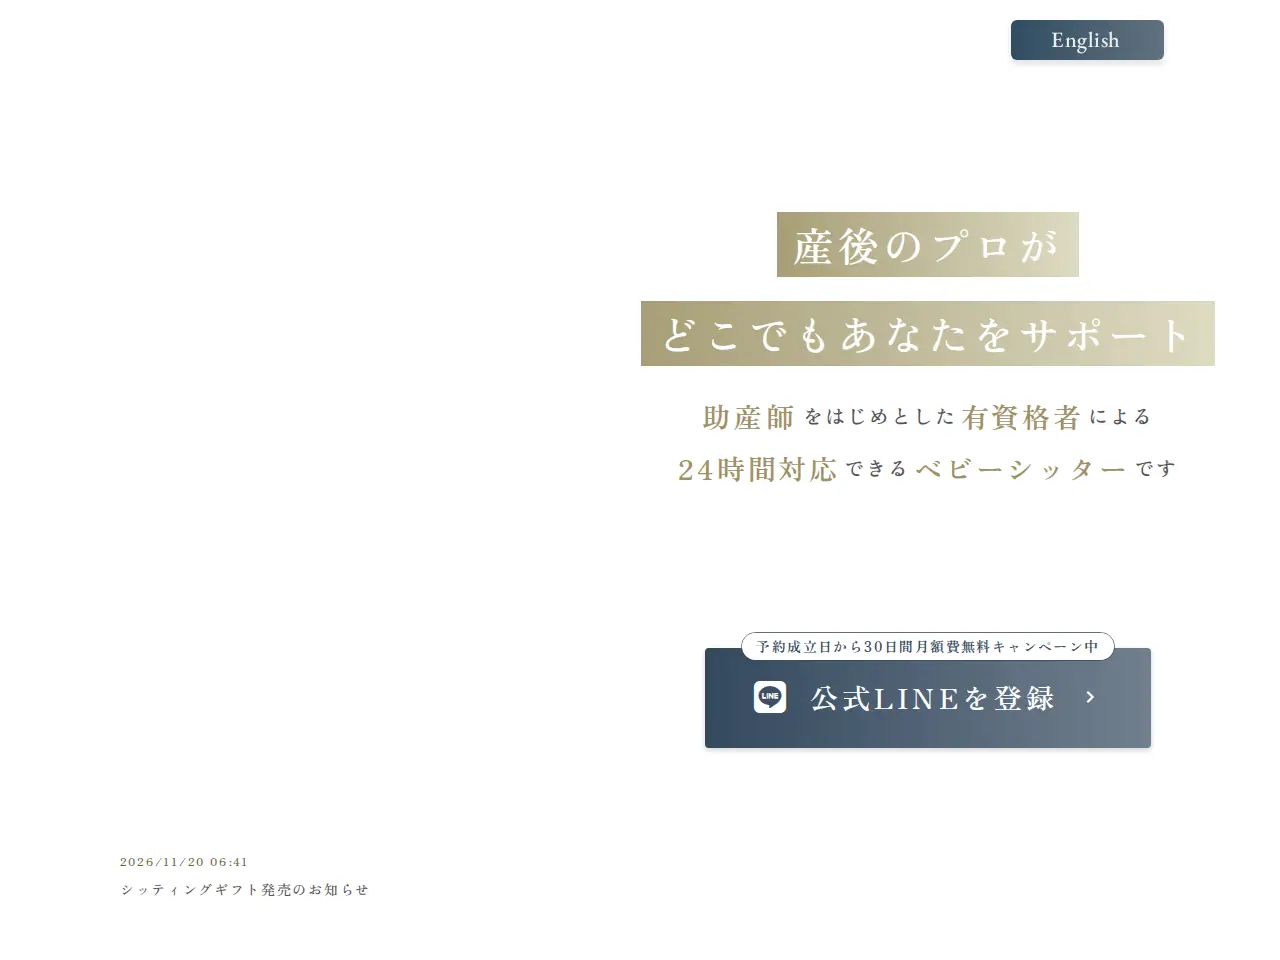 English
産後のプロが
どこでもあなたをサポート
助産師をはじめとした有資格者による
24時間対応できるベビーシッターです
予約成立日から30日間月額費無料キャンペーン中
LINE 公式LINEを登録
2026/11/20 06:41
シッティングギフト発売のお知らせ